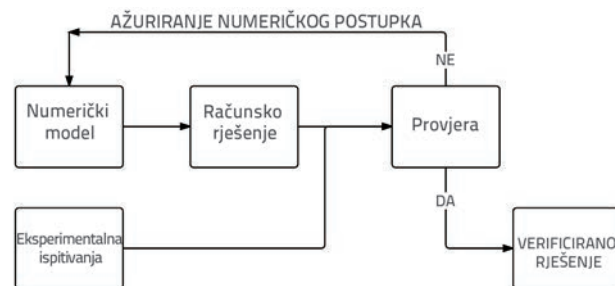 AŽURIRANJE NUMERIČKOG POSTUPKA
NE
Numerički
model
Računsko
rješenje
Provjera
DA
Eksperimentalna
ispitivanja
VERIFICIRANO
RJEŠENJE